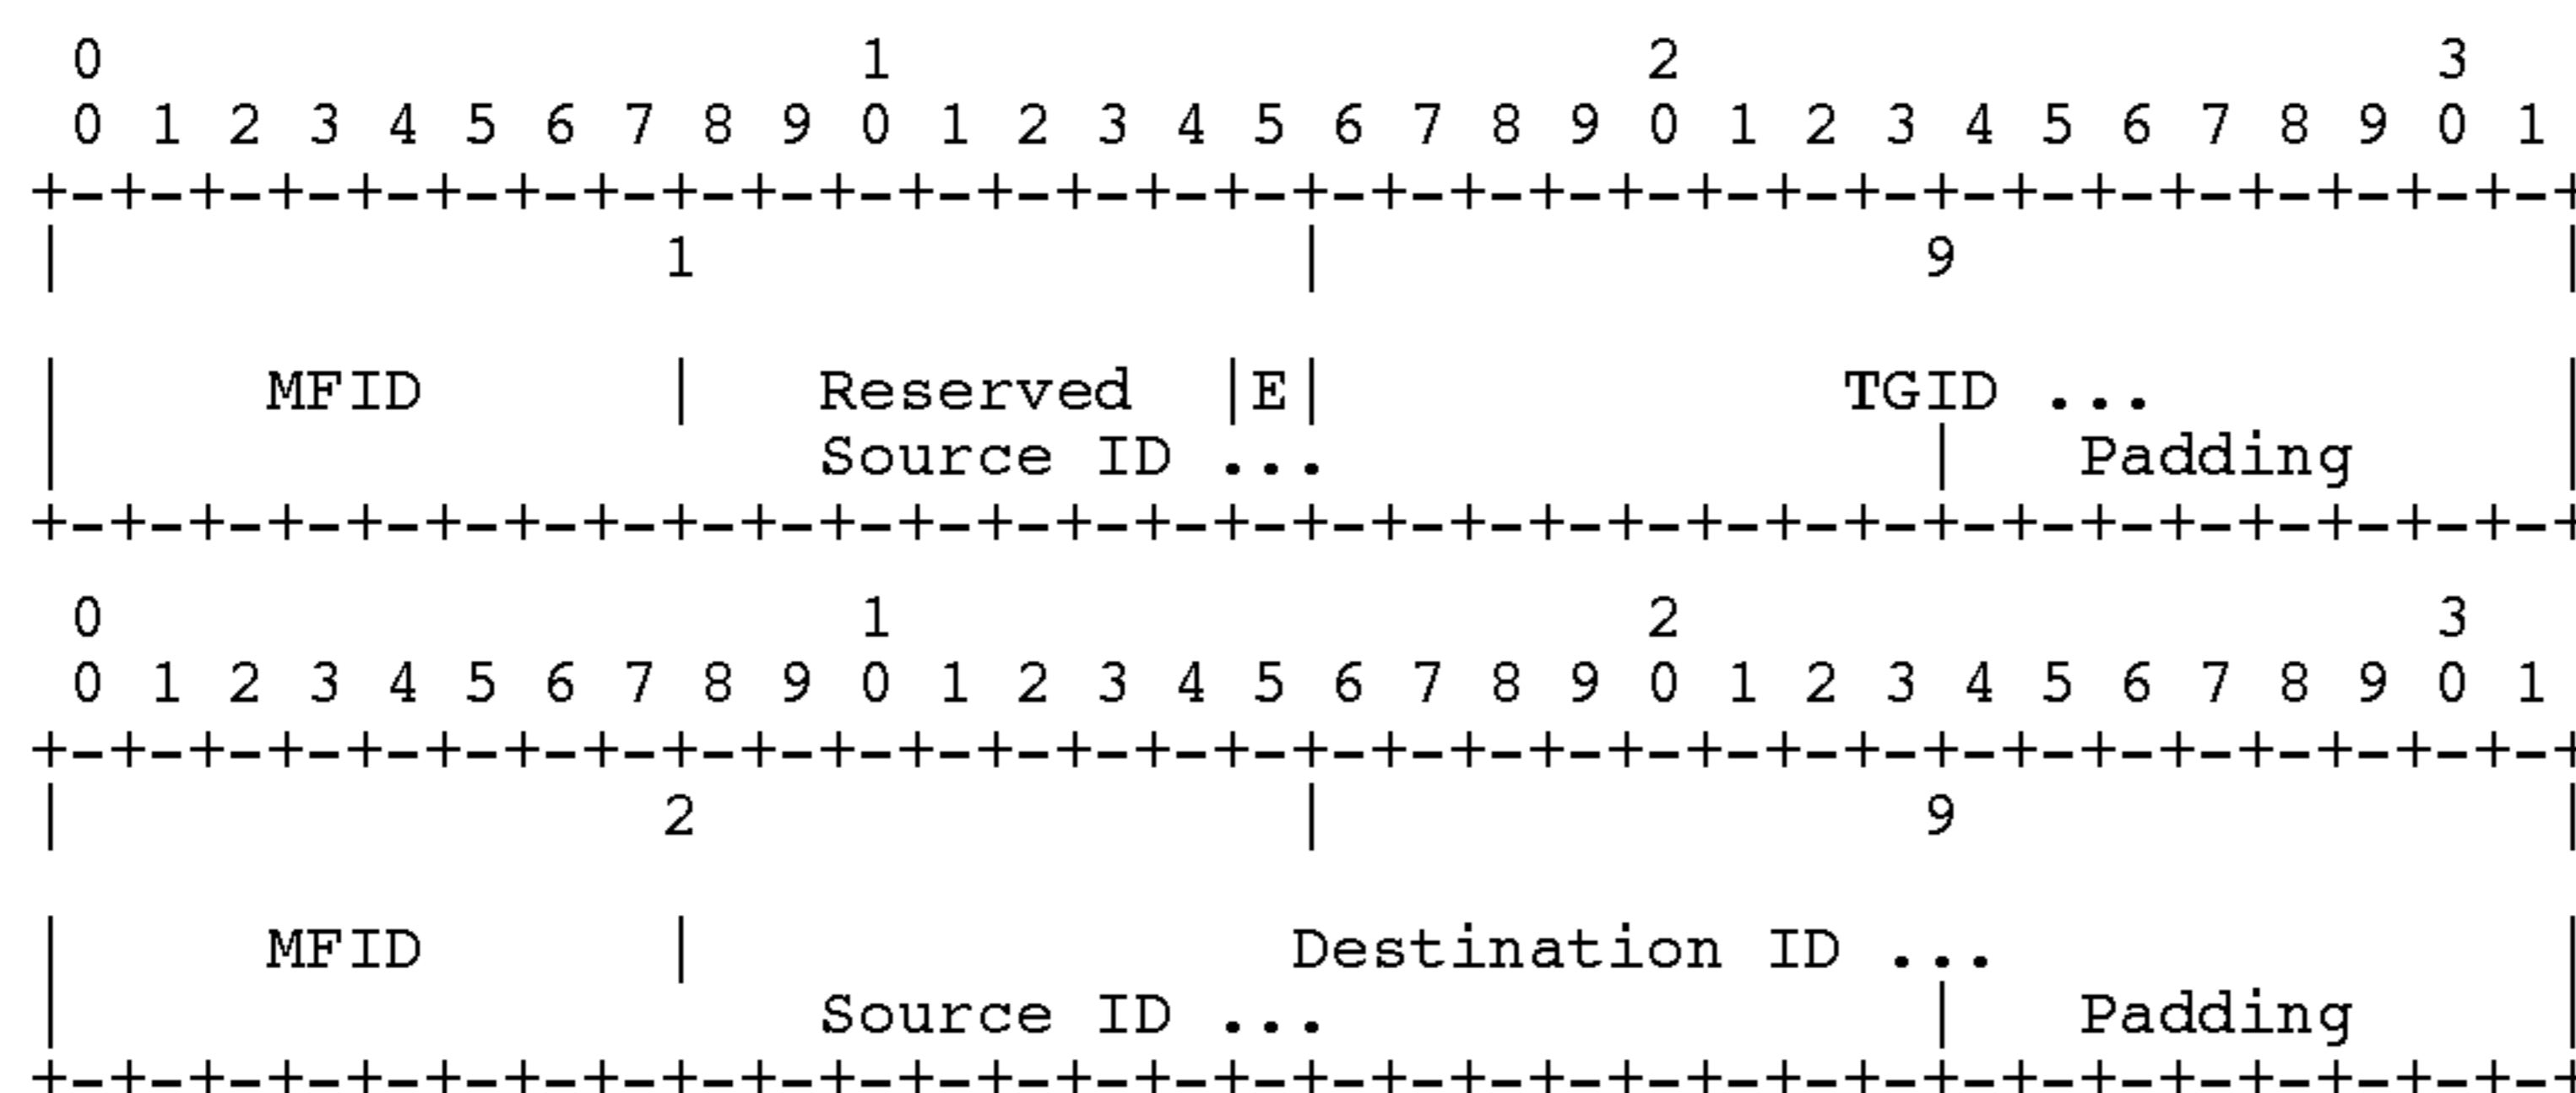 0                   1                   2                   3
 0 1 2 3 4 5 6 7 8 9 0 1 2 3 4 5 6 7 8 9 0 1 2 3 4 5 6 7 8 9 0 1
+-+-+-+-+-+-+-+-+-+-+-+-+-+-+-+-+-+-+-+-+-+-+-+-+-+-+-+-+-+-+-+-+
|               1               |               9               |
|     MFID      |   Reserved  |E|             TGID ...          |
|                   Source ID ...               |   Padding     |
+-+-+-+-+-+-+-+-+-+-+-+-+-+-+-+-+-+-+-+-+-+-+-+-+-+-+-+-+-+-+-+-+
 0                   1                   2                   3
 0 1 2 3 4 5 6 7 8 9 0 1 2 3 4 5 6 7 8 9 0 1 2 3 4 5 6 7 8 9 0 1
+-+-+-+-+-+-+-+-+-+-+-+-+-+-+-+-+-+-+-+-+-+-+-+-+-+-+-+-+-+-+-+-+
|               2               |               9               |
|     MFID      |               Destination ID ...              |
|                   Source ID ...               |   Padding     |
+-+-+-+-+-+-+-+-+-+-+-+-+-+-+-+-+-+-+-+-+-+-+-+-+-+-+-+-+-+-+-+-+